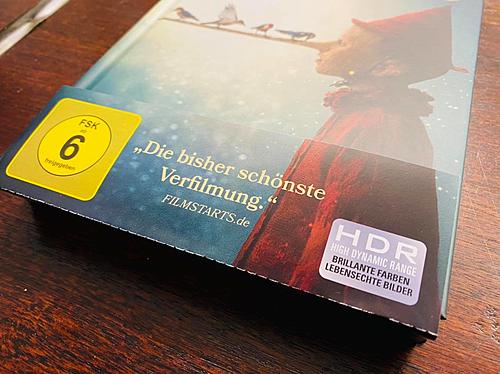 FSK
ab
6
freigegeben
„Die bisher schönste
Verfilmung.“
FILMSTARTS.de
HDR
HIGH DYNAMIC RANGE
BRILLANTE FARBEN
LEBENSECHTE BILDER